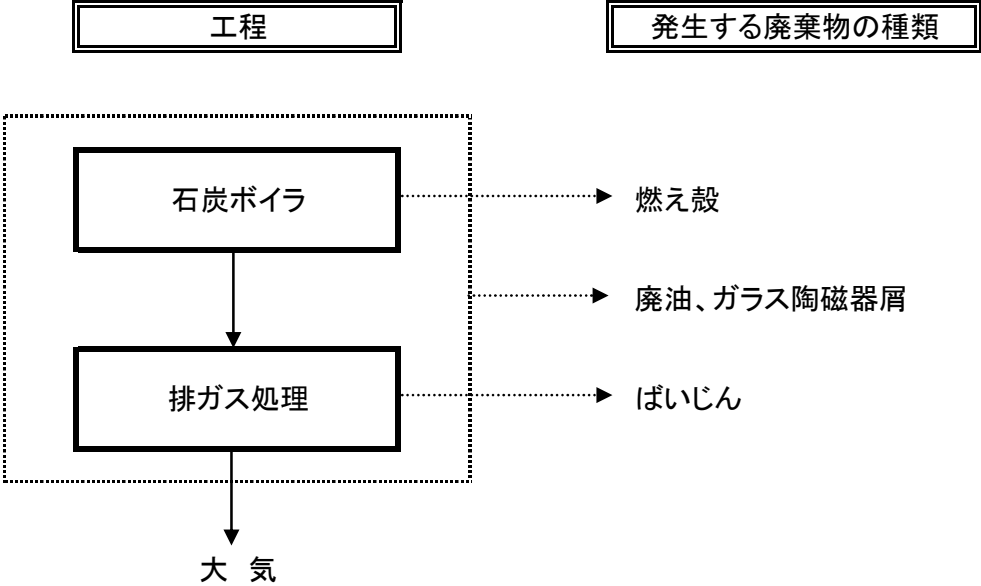 工程
発生する廃棄物の種類
石炭ボイラ
燃え殻
廃油、ガラス陶磁器屑
排ガス処理
ばいじん
大　気